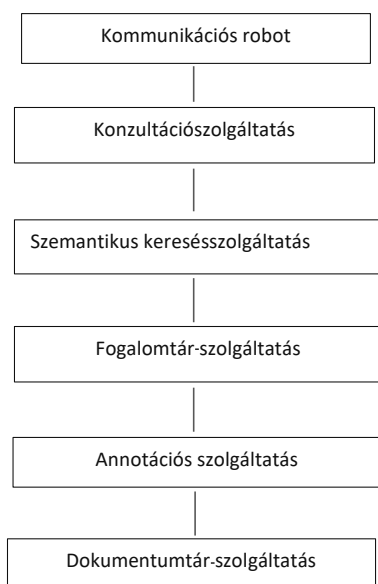 Kommunikációs robot
Konzultációszolgáltatás
Szemantikus keresésszolgáltatás
Fogalomtár-szolgáltatás
Annotációs szolgáltatás
Dokumentumtár-szolgáltatás